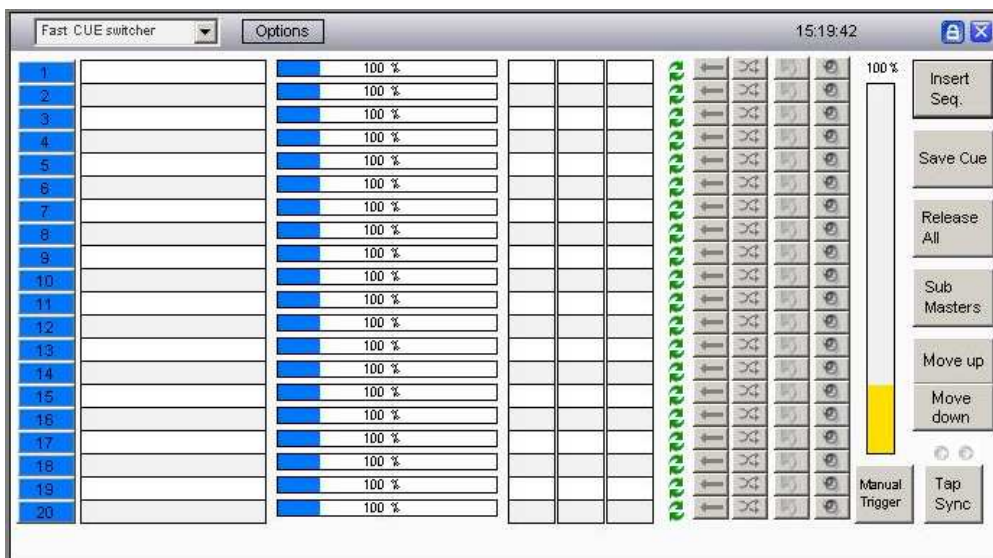 Fast CUE switcher Options 15:19:42
100 %
1 100 %
2 100 %
3 100 %
4 100 %
5 100 %
6 100 %
7 100 %
8 100 %
9 100 %
10 100 %
11 100 %
12 100 %
13 100 %
14 100 %
15 100 %
16 100 %
17 100 %
18 100 %
19 100 %
20 100 %
Insert
Seq.
Save Cue
Release
All
Sub
Masters
Move up
Move
down
Manual
Trigger
Tap
Sync